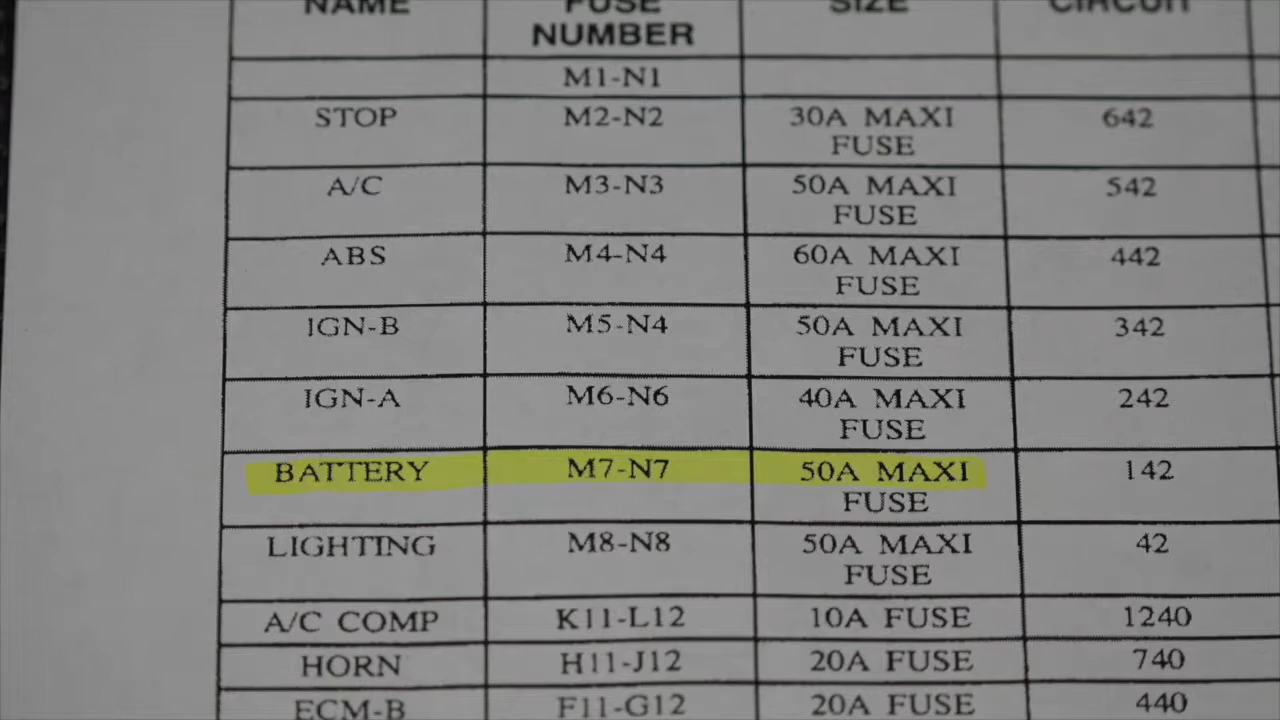 NAME FUSE SIZE CIRCUIT
NUMBER
M1-N1
STOP M2-N2 30A MAXI 642
FUSE
A/C M3-N3 50A MAXI 542
FUSE
ABS M4-N4 60A MAXI 442
FUSE
IGN-B M5-N4 50A MAXI 342
FUSE
IGN-A M6-N6 40A MAXI 242
FUSE
BATTERY M7-N7 50A MAXI 142
FUSE
LIGHTING M8-N8 50A MAXI 42
FUSE
A/C COMP K11-L12 10A FUSE 1240
HORN H11-J12 20A FUSE 740
ECM-B F11-G12 20A FUSE 440